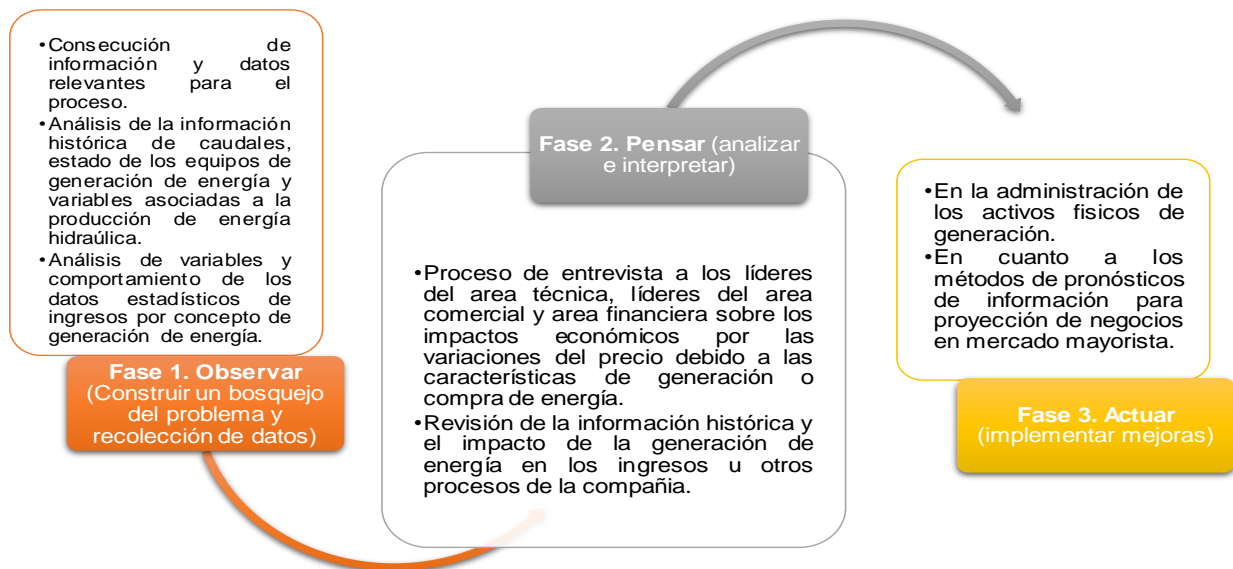 •Consecución de
información y datos
relevantes para el
proceso.
•Análisis de la información
histórica de caudales,
estado de los equipos de
generación de energía y
variables asociadas a la
producción de energía
hidraúlica.
•Análisis de variables y
comportamiento de los
datos estadísticos de
ingresos por concepto de
generación de energía.
Fase 1. Observar
(Construir un bosquejo
del problema y
recolección de datos)
Fase 2. Pensar (analizar
e interpretar)
•Proceso de entrevista a los líderes
del area técnica, líderes del area
comercial y area financiera sobre los
impactos económicos por las
variaciones del precio debido a las
características de generación o
compra de energía.
•Revisión de la información histórica y
el impacto de la generación de
energía en los ingresos u otros
procesos de la compañia.
•En la administración de
los activos fisicos de
generación.
•En cuanto a los
métodos de pronósticos
de información para
proyección de negocios
en mercado mayorista.
Fase 3. Actuar
(implementar mejoras)